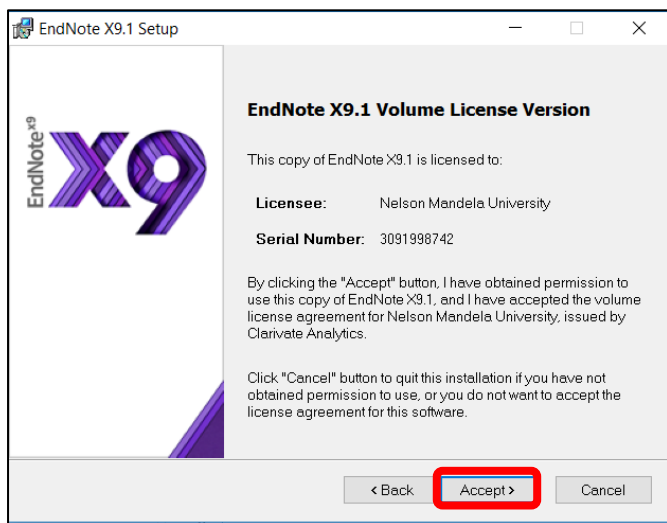 EndNote X9.1 Setup
EndNote x9
X9
EndNote X9.1 Volume License Version
This copy of EndNote X9.1 is licensed to:
Licensee: Nelson Mandela University
Serial Number: 3091998742
By clicking the "Accept" button, I have obtained permission to
use this copy of EndNote X9.1, and I have accepted the volume
license agreement for Nelson Mandela University, issued by
Clarivate Analytics.
Click "Cancel" button to quit this installation if you have not
obtained permission to use, or you do not want to accept the
license agreement for this software.
< Back Accept > Cancel